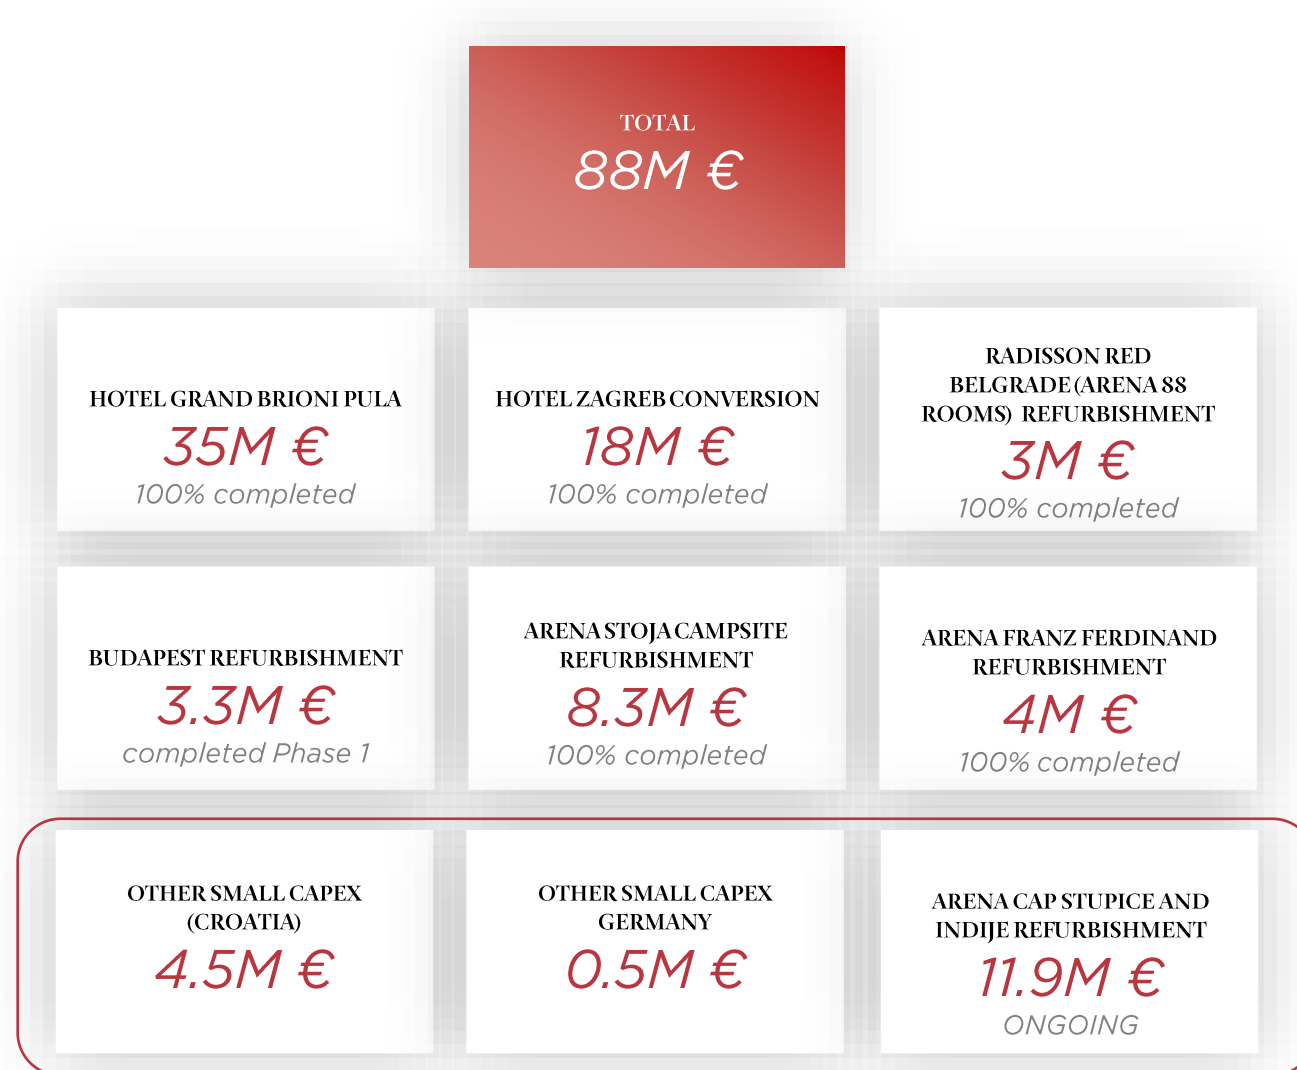 TOTAL
88M €
HOTEL GRAND BRIONI PULA
35M €
100% completed
HOTEL ZAGREB CONVERSION
18M €
100% completed
RADISSON RED
BELGRADE (ARENA 88
ROOMS) REFURBISHMENT
3M €
100% completed
BUDAPEST REFURBISHMENT
3.3M €
completed Phase 1
ARENA STOJA CAMPSITE
REFURBISHMENT
8.3M €
100% completed
ARENA FRANZ FERDINAND
REFURBISHMENT
4M €
100% completed
OTHER SMALL CAPEX
(CROATIA)
4.5M €
OTHER SMALL CAPEX
GERMANY
0.5M €
ARENA CAP STUPICE AND
INDIJE REFURBISHMENT
11.9M €
ONGOING